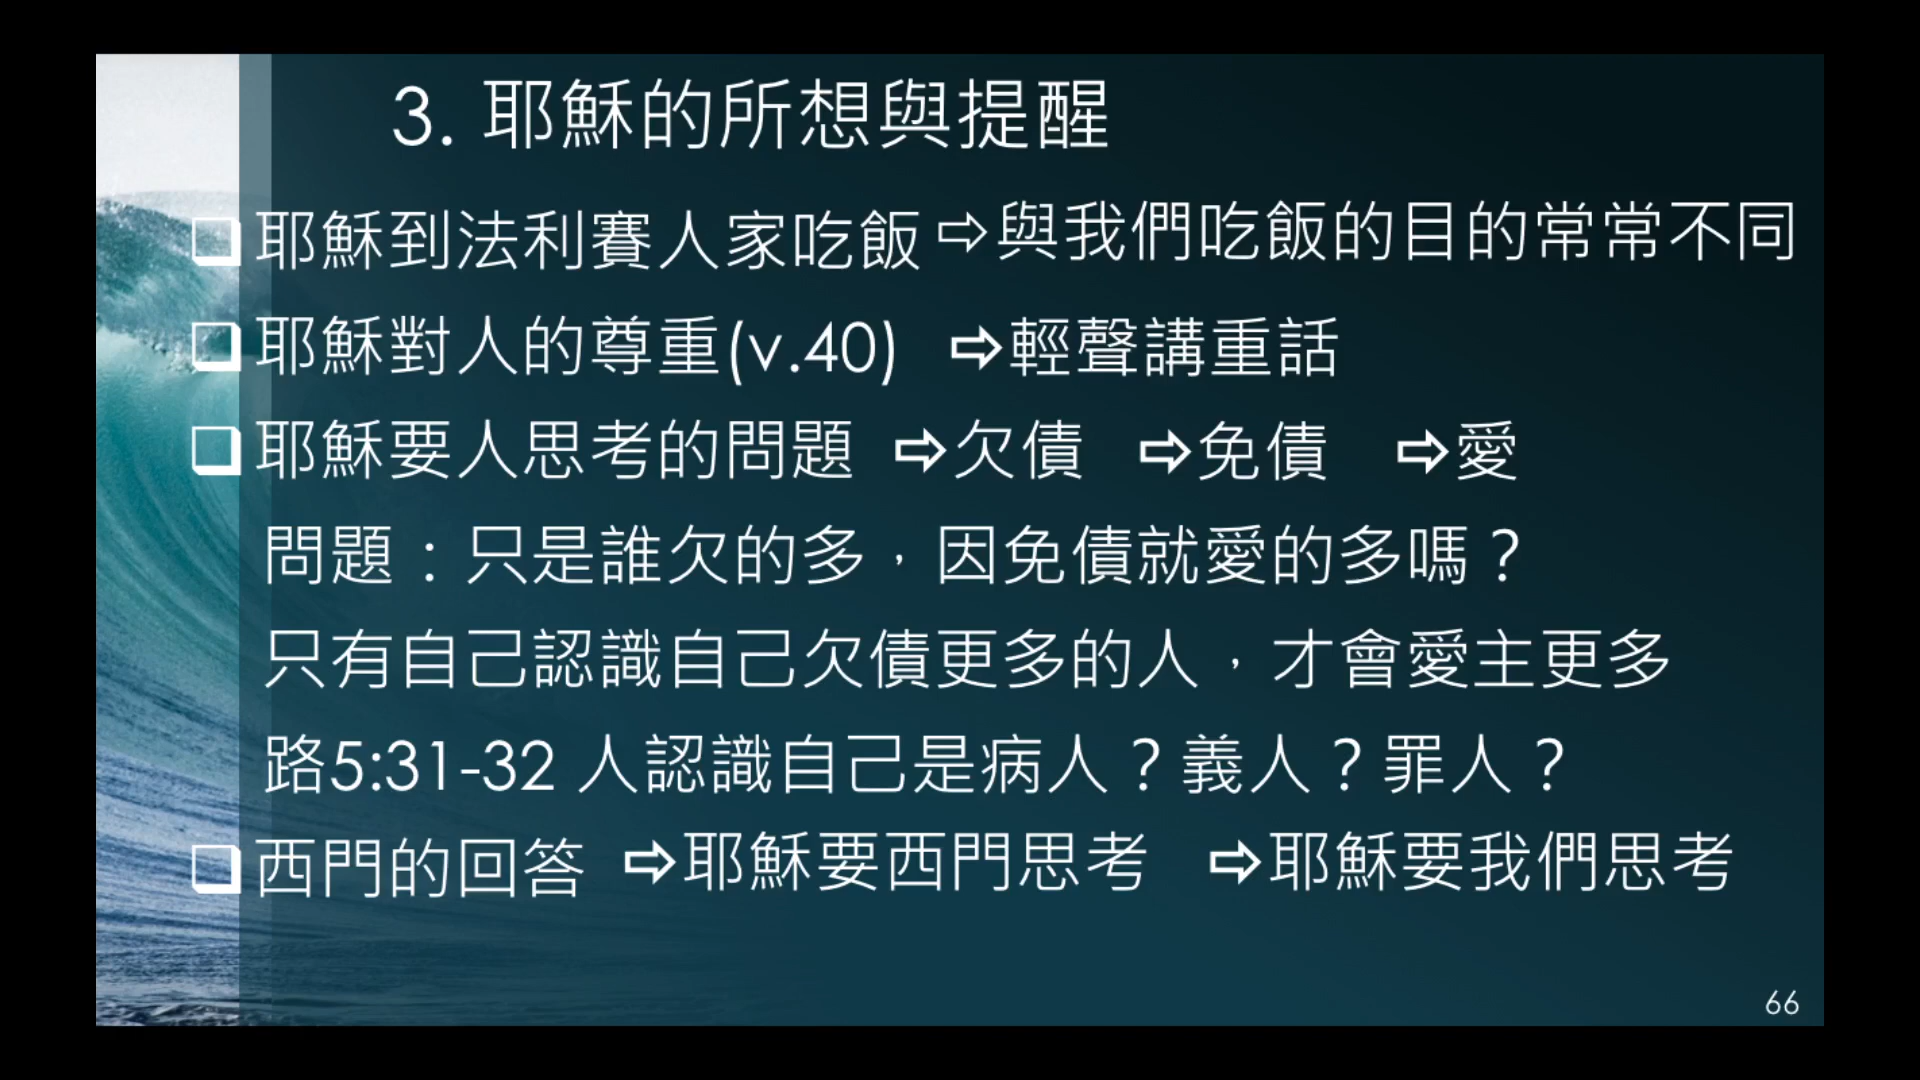 3. 耶穌的所想與提醒
❑耶穌到法利賽人家吃飯 ⇨與我們吃飯的目的常常不同
❑耶穌對人的尊重(v.40) ⇨輕聲講重話
❑耶穌要人思考的問題 ⇨欠債 ⇨免債 ⇨愛
問題：只是誰欠的多，因免債就愛的多嗎？
只有自己認識自己欠債更多的人，才會愛主更多
路5:31-32 人認識自己是病人？義人？罪人？
❑西門的回答 ⇨耶穌要西門思考 ⇨耶穌要我們思考
66